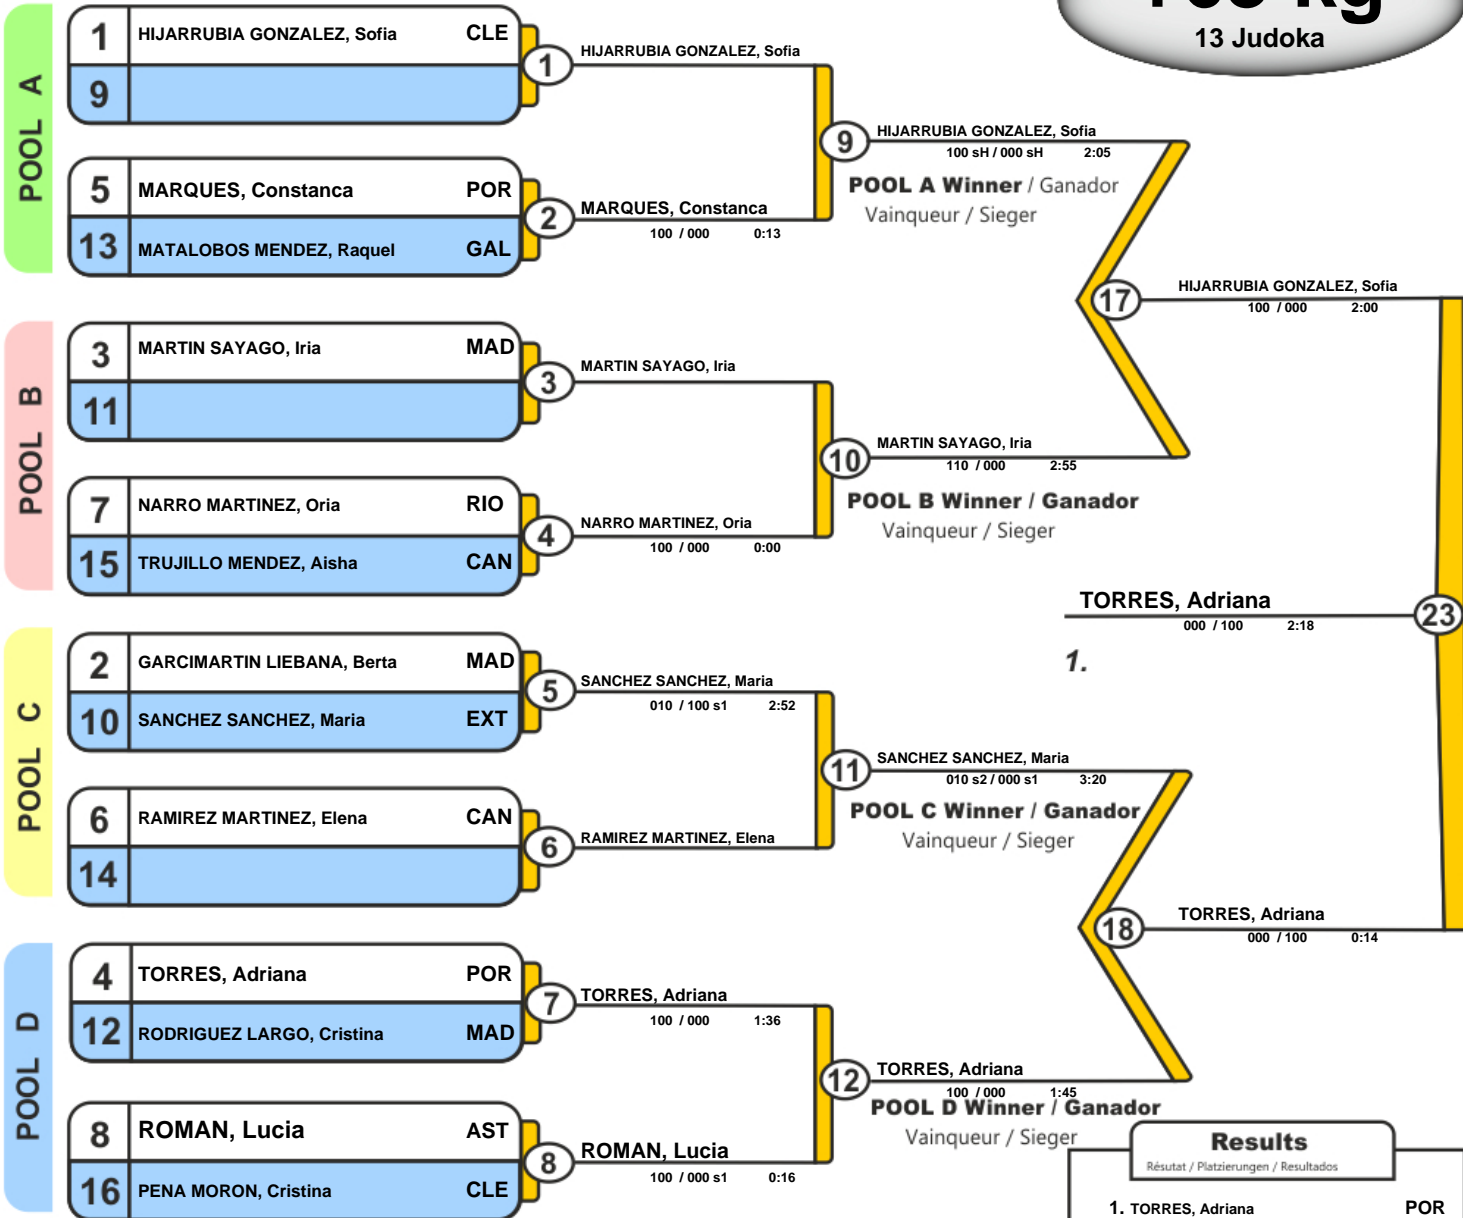 13 Judoka
POOL A
1 HIJARRUBIA GONZALEZ, Sofia CLE
9
1
HIJARRUBIA GONZALEZ, Sofia
5 MARQUES, Constanca POR
13 MATALOBOS MENDEZ, Raquel GAL
2
MARQUES, Constanca
100 / 000 0:13
9
HIJARRUBIA GONZALEZ, Sofia
100 sH / 000 sH 2:05
POOL A Winner / Ganador
Vainqueur / Sieger
POOL B
3 MARTIN SAYAGO, Iria MAD
11
3
MARTIN SAYAGO, Iria
7 NARRO MARTINEZ, Oria RIO
15 TRUJILLO MENDEZ, Aisha CAN
4
NARRO MARTINEZ, Oria
100 / 000 0:00
10
MARTIN SAYAGO, Iria
110 / 000 2:55
POOL B Winner / Ganador
Vainqueur / Sieger
17
HIJARRUBIA GONZALEZ, Sofia
100 / 000 2:00
TORRES, Adriana
000 / 100 2:18
23
1.
POOL C
2 GARCIMARTIN LIEBANA, Berta MAD
10 SANCHEZ SANCHEZ, Maria EXT
5
SANCHEZ SANCHEZ, Maria
010 / 100 s1 2:52
6 RAMIREZ MARTINEZ, Elena CAN
14
6
RAMIREZ MARTINEZ, Elena
11
SANCHEZ SANCHEZ, Maria
010 s2 / 000 s1 3:20
POOL C Winner / Ganador
Vainqueur / Sieger
18
TORRES, Adriana
000 / 100 0:14
POOL D
4 TORRES, Adriana POR
12 RODRIGUEZ LARGO, Cristina MAD
7
TORRES, Adriana
100 / 000 1:36
8 ROMAN, Lucia AST
16 PENA MORON, Cristina CLE
8
ROMAN, Lucia
100 / 000 s1 0:16
12
TORRES, Adriana
100 / 000 1:45
POOL D Winner / Ganador
Vainqueur / Sieger
Results
Résutat / Platzierungen / Resultados
1. TORRES, Adriana POR